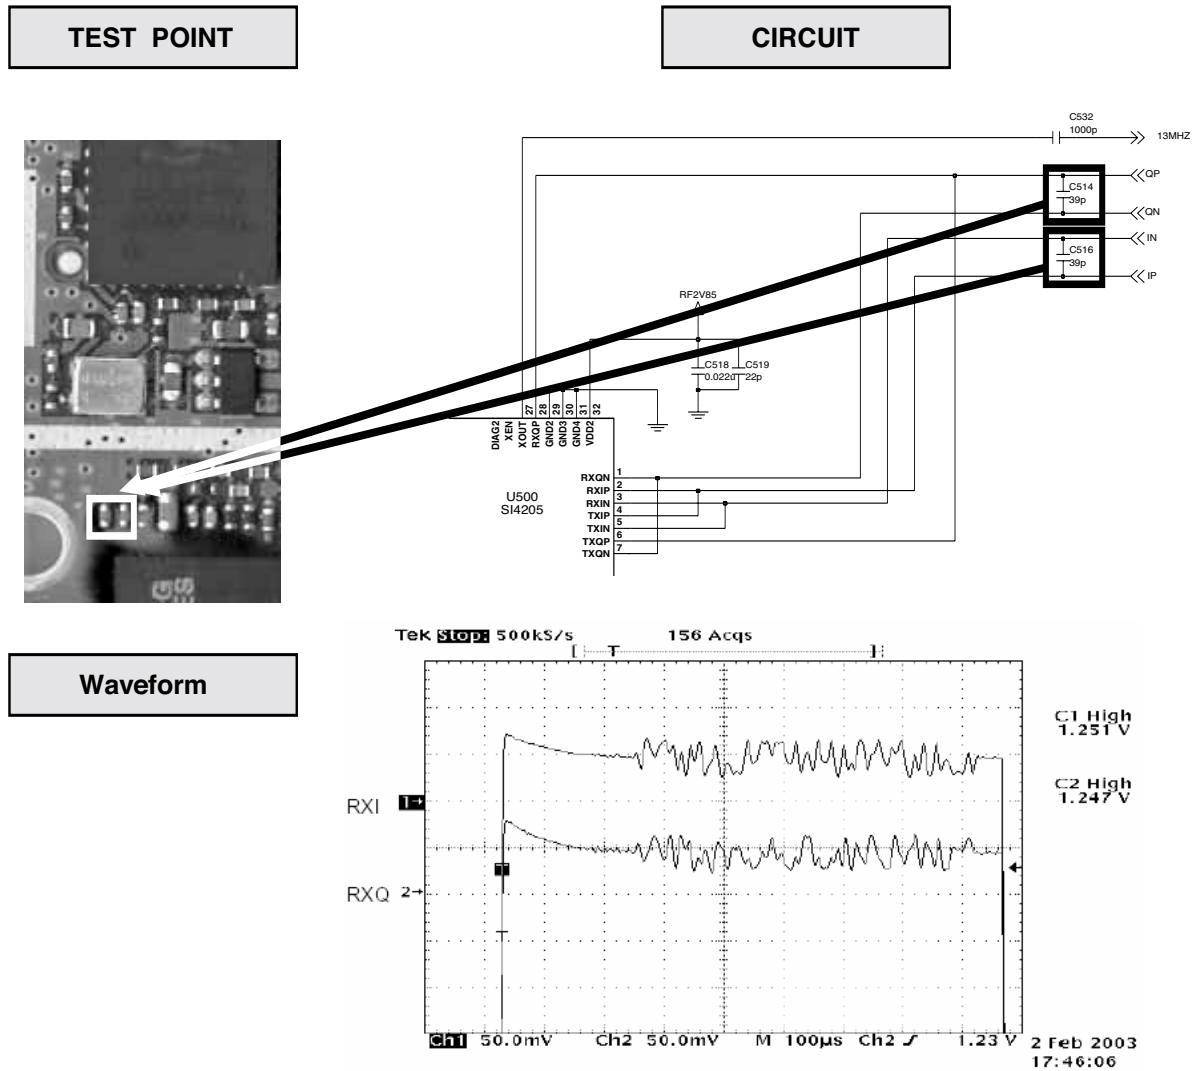 TEST POINT
CIRCUIT
C532
1000p
13MHZ
QP
C514
39p
QN
IN
C516
39p
IP
RF2V85
C518
0.022u
C519
22p
DIAG2
XEN
XOUT
RXQP
GND2
GND3
GND4
VDD2
27
28
29
30
31
32
U500
SI4205
RXQN 1
RXIP 2
RXIN 3
TXIP 4
TXIN 5
TXQP 6
TXQN 7
Waveform
Tek Stop: 500kS/s 156 Acqs
[ T ]
C1 High
1.251 V
C2 High
1.247 V
RXI 1→
T
RXQ 2→
Ch1 50.0mV Ch2 50.0mV M 100µs Ch2 1.23 V
2 Feb 2003
17:46:06